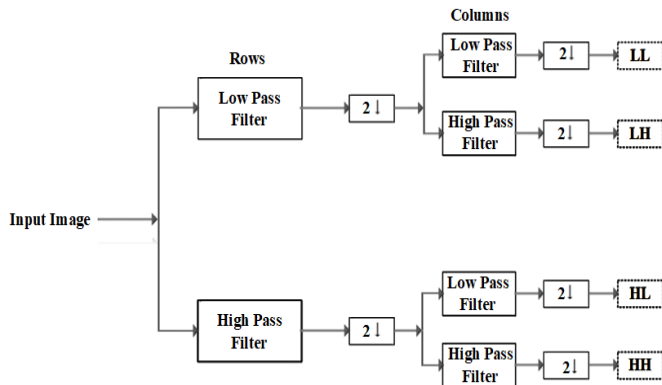 Columns
Rows
Low Pass
Filter
2↓
LL
Low Pass
Filter
2↓
High Pass
Filter
2↓
LH
Input Image
Low Pass
Filter
2↓
HL
High Pass
Filter
2↓
High Pass
Filter
2↓
HH